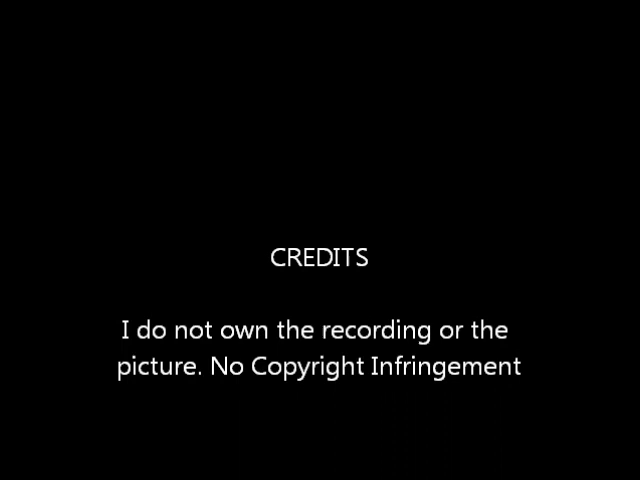 CREDITS
I do not own the recording or the
picture. No Copyright Infringement